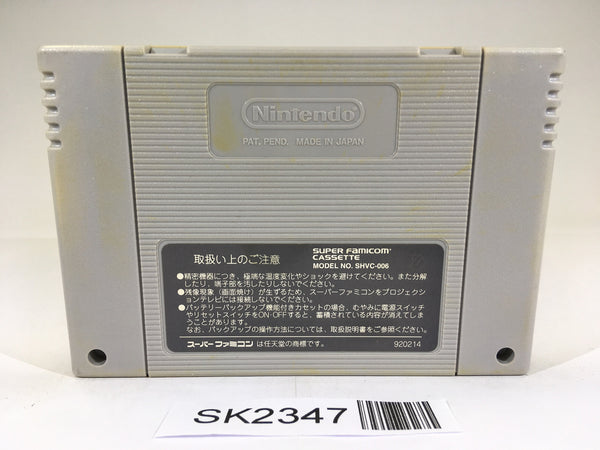 Nintendo
PAT. PEND. MADE IN JAPAN
取扱い上のご注意
SUPER FAMICOM
CASSETTE
MODEL NO. SHVC-006
●精密機器につき、極端な温度変化やショックを避けてください。また分解
したり、端子部を汚したりしないでください。
●残像現象（画面焼け）が生ずるため、スーパーファミコンをプロジェクシ
ョンテレビには接続しないでください。
●バッテリーバックアップ機能付きカセットの場合、むやみに電源スイッチ
やリセットスイッチをON・OFFすると、蓄積されている内容が消えてしま
うことがあります。
なお、バックアップの操作方法については、取扱説明書をご参照ください。
スーパーファミコン は任天堂の商標です。 920214
SK2347